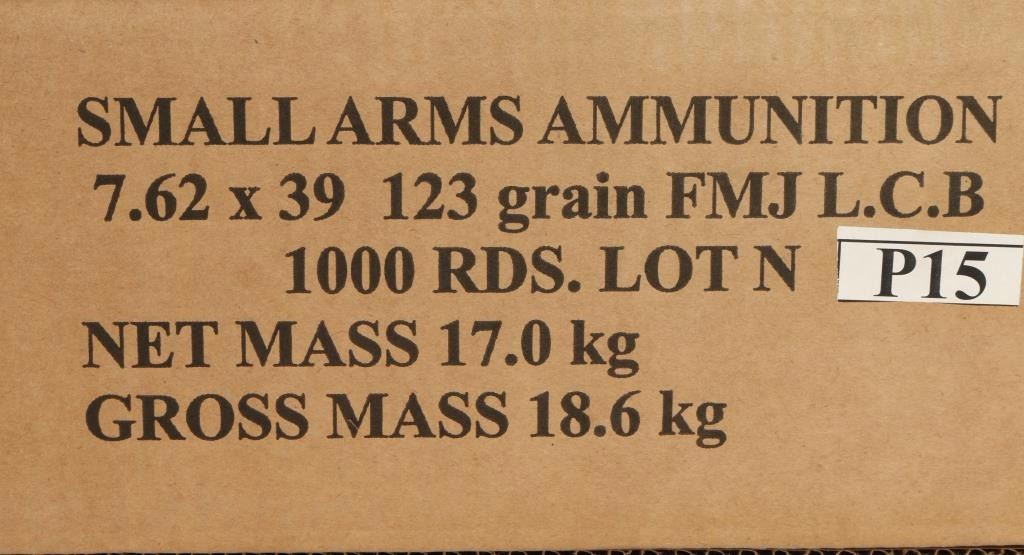 SMALL ARMS AMMUNITION
7.62 x 39 123 grain FMJ L.C.B
1000 RDS. LOT N P15
NET MASS 17.0 kg
GROSS MASS 18.6 kg